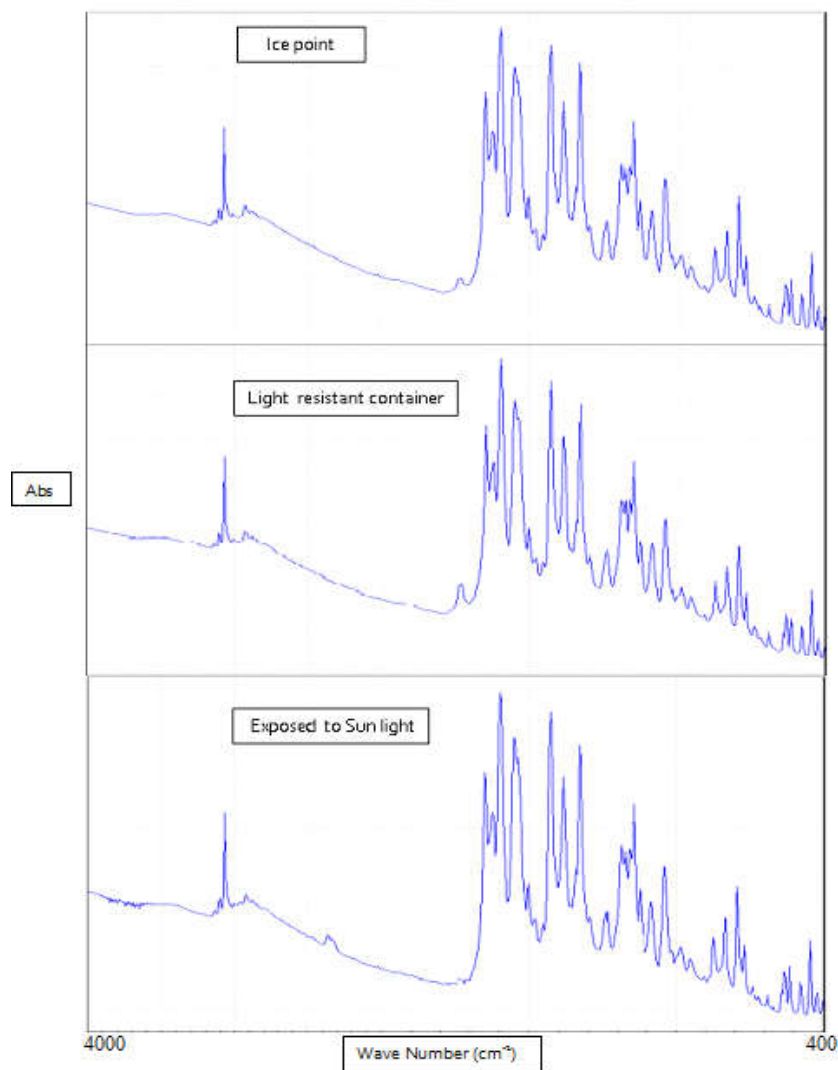 Ice point
Light resistant container
Abs
Exposed to Sun light
4000
Wave Number (cm⁻¹)
400